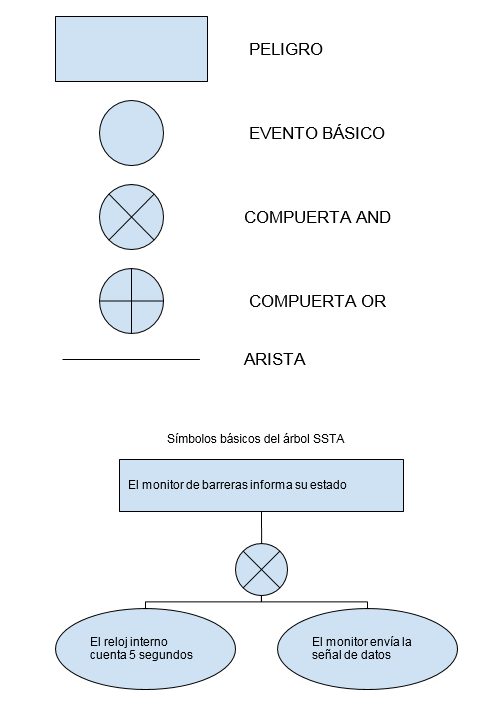 PELIGRO
EVENTO BÁSICO
COMPUERTA AND
COMPUERTA OR
ARISTA
Símbolos básicos del árbol SSTA
El monitor de barreras informa su estado
El reloj interno
cuenta 5 segundos
El monitor envía la
señal de datos